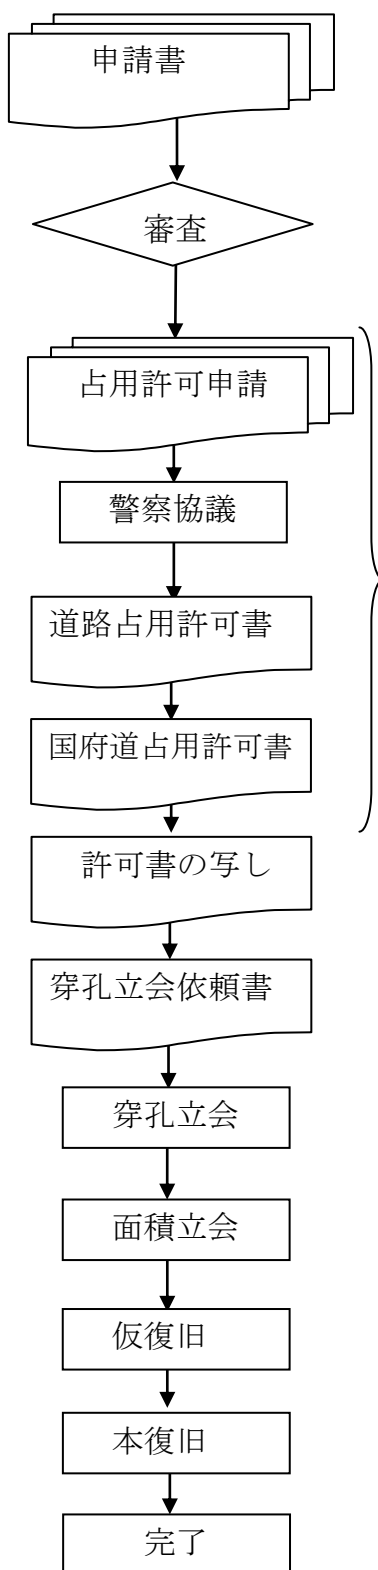 申請書
審査
占用許可申請
警察協議
道路占用許可書
国府道占用許可書
許可書の写し
穿孔立会依頼書
穿孔立会
面積立会
仮復旧
本復旧
完了